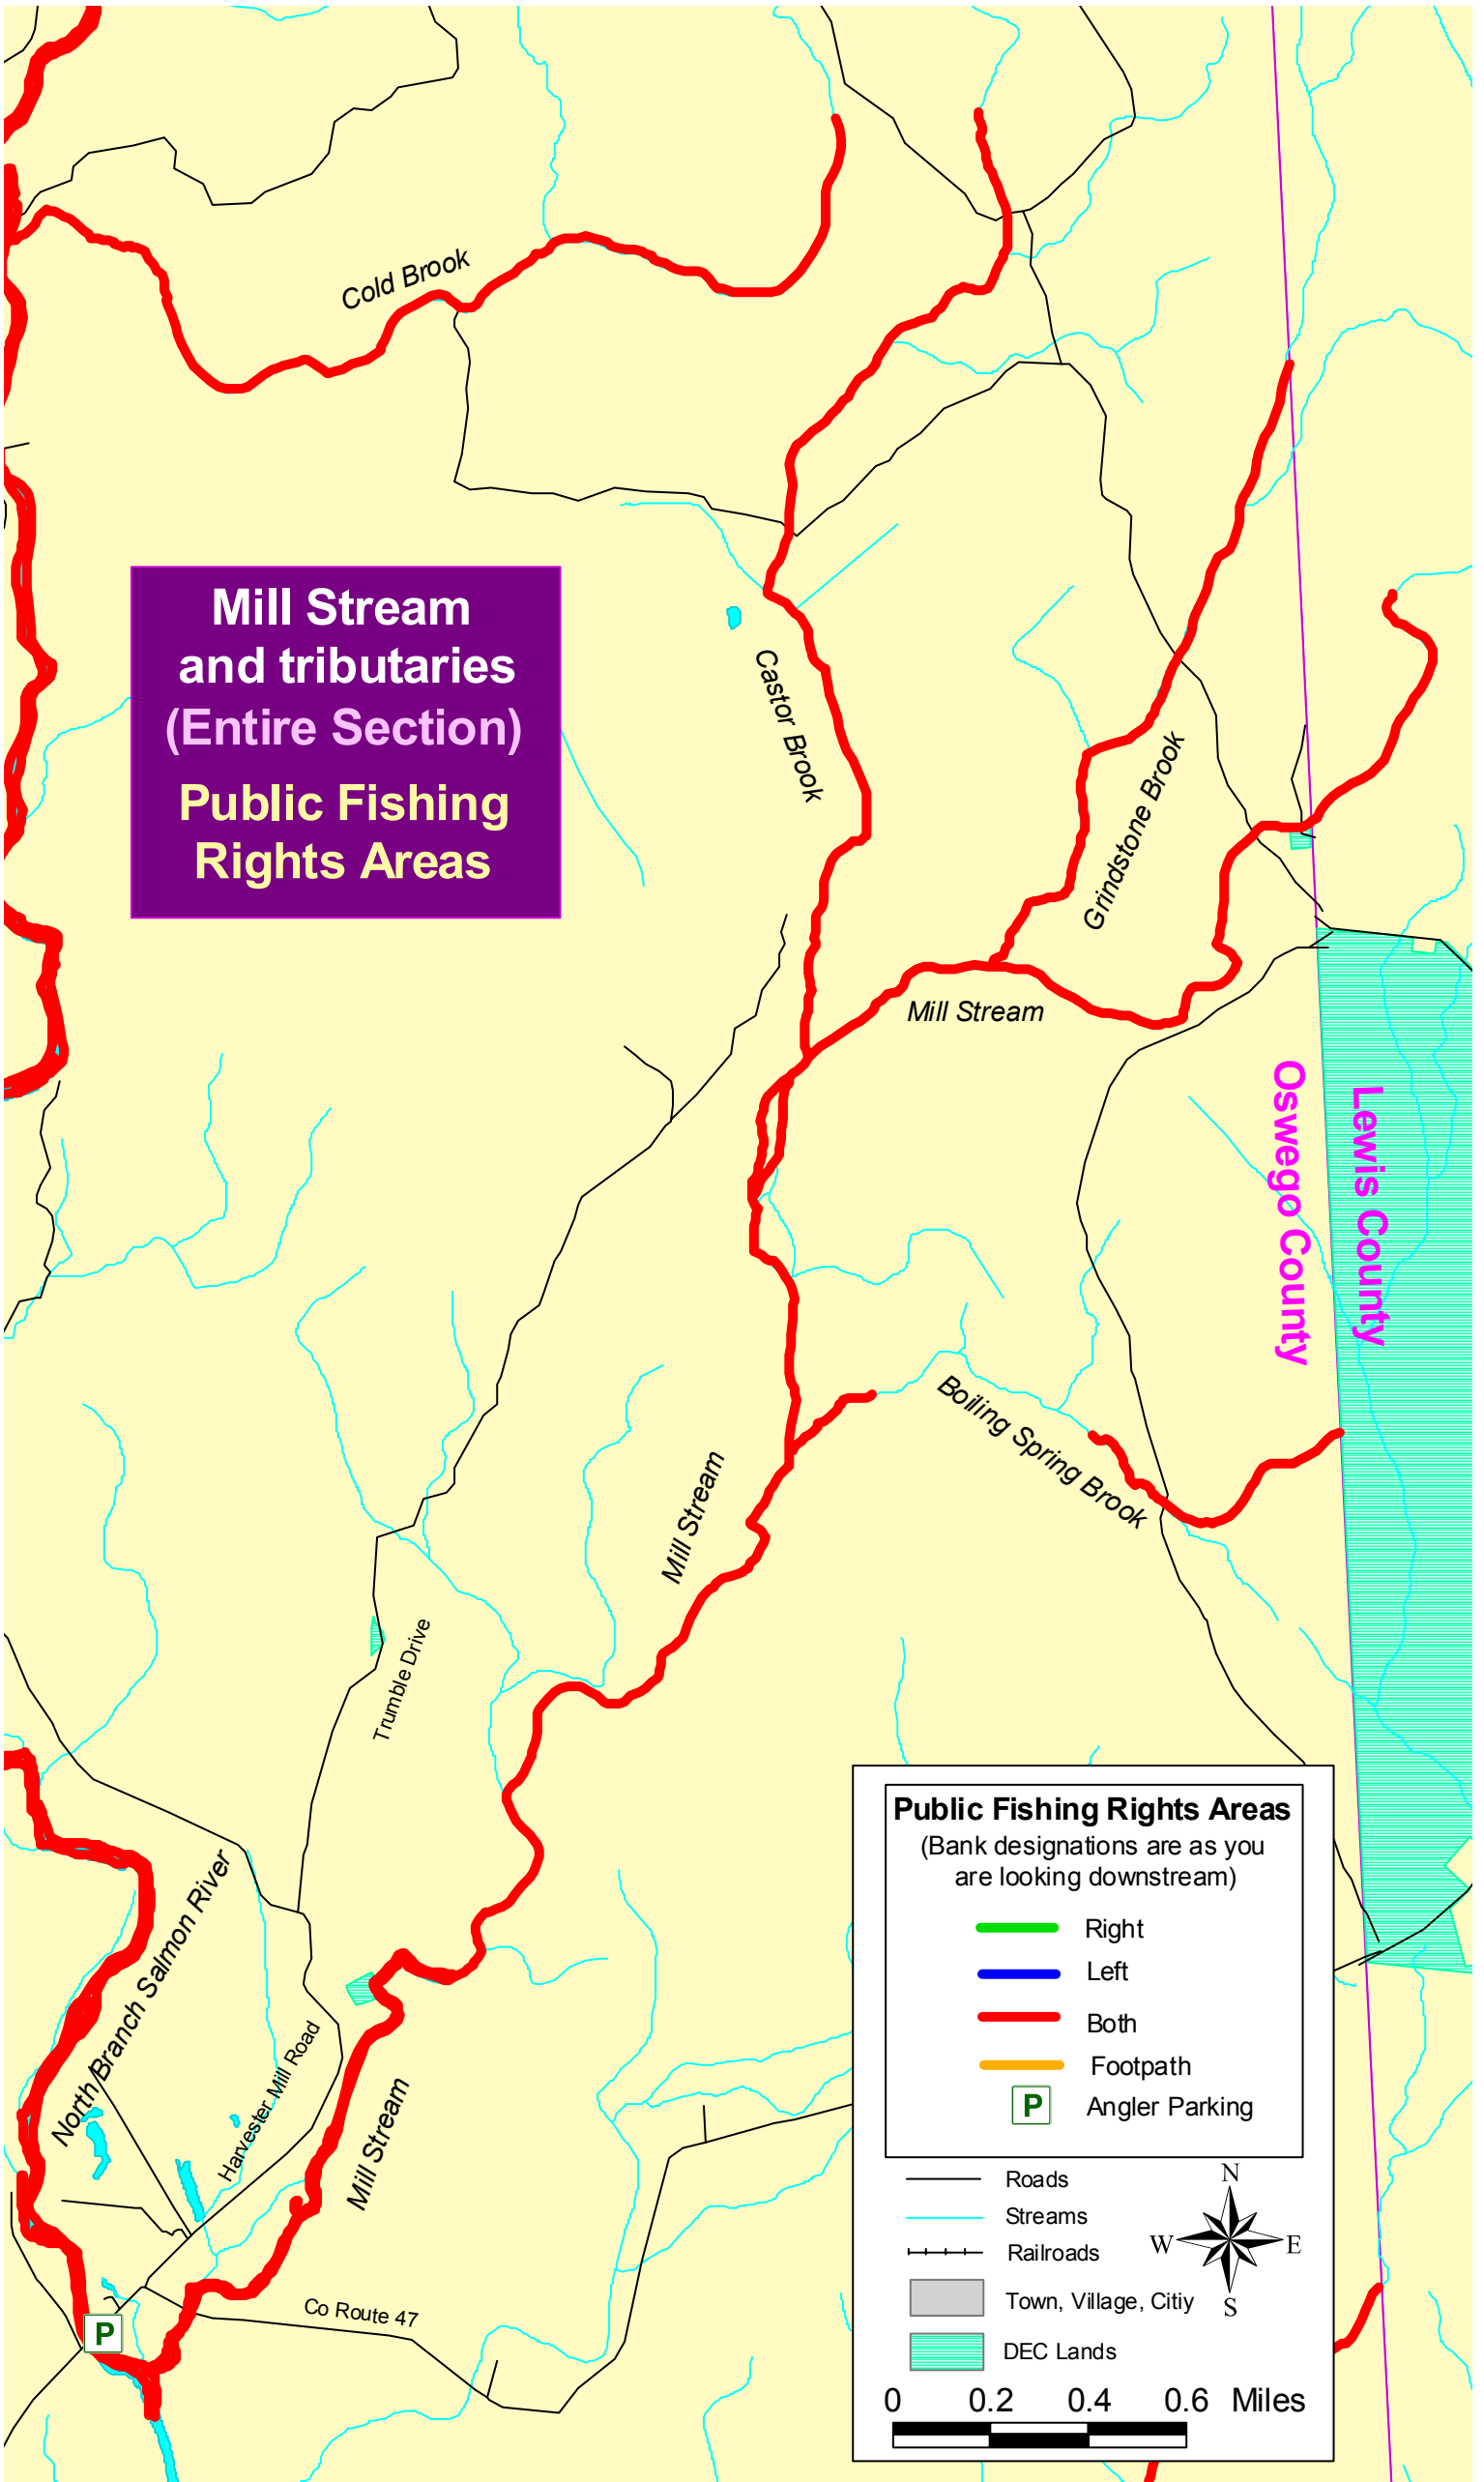 Cold Brook
Mill Stream
and tributaries
(Entire Section)
Public Fishing
Rights Areas
Castor Brook
Grindstone Brook
Mill Stream
Oswego County
Lewis County
Boiling Spring Brook
Mill Stream
Trumble Drive
North Branch Salmon River
Harvester Mill Road
Mill Stream
Co Route 47
P
Public Fishing Rights Areas
(Bank designations are as you
are looking downstream)
Right
Left
Both
Footpath
P Angler Parking
Roads
Streams
Railroads
Town, Village, Citiy
DEC Lands
N
W E
S
0 0.2 0.4 0.6 Miles